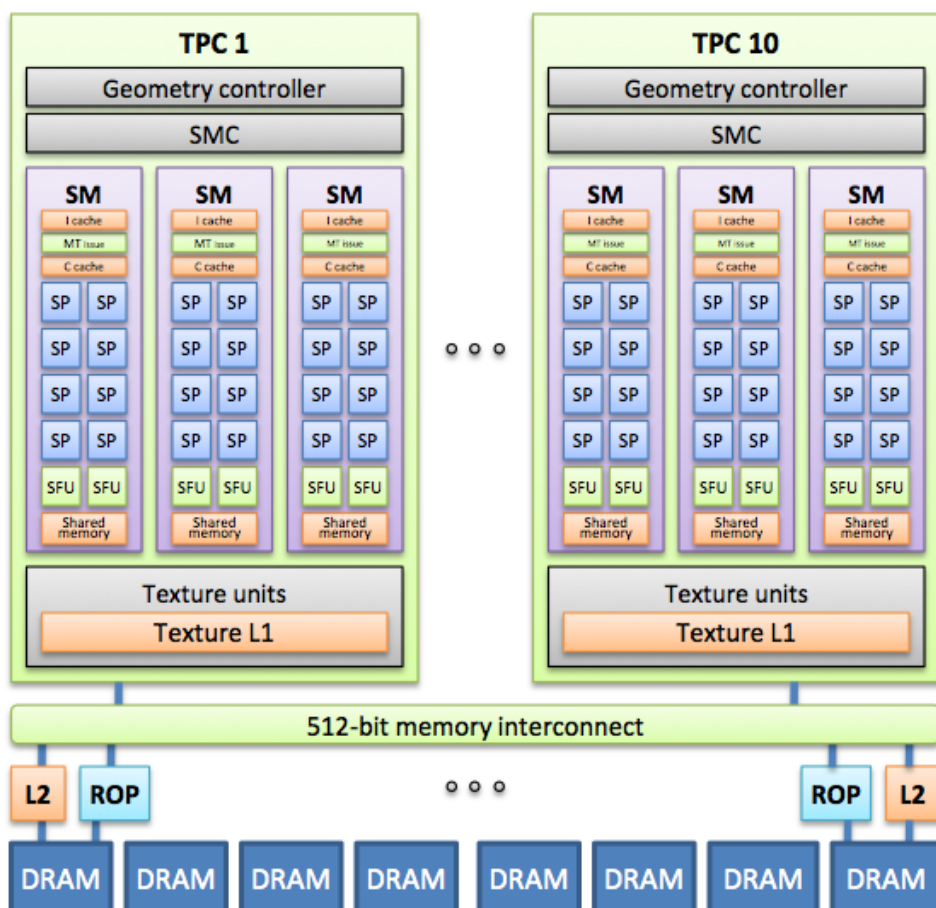 TPC 1 TPC 10
Geometry controller Geometry controller
SMC SMC
SM SM SM SM SM SM
I cache I cache I cache I cache I cache I cache
MT issue MT issue MT issue MT issue MT issue MT issue
C cache C cache C cache C cache C cache C cache
SP SP SP SP SP SP SP SP SP SP SP SP
SP SP SP SP SP SP SP SP SP SP SP SP
SP SP SP SP SP SP SP SP SP SP SP SP
SP SP SP SP SP SP SP SP SP SP SP SP
SFU SFU SFU SFU SFU SFU SFU SFU SFU SFU SFU SFU
Shared Shared Shared Shared Shared Shared
memory memory memory memory memory memory
Texture units Texture units
Texture L1 Texture L1
512-bit memory interconnect
L2 ROP ROP L2
DRAM DRAM DRAM DRAM DRAM DRAM DRAM DRAM